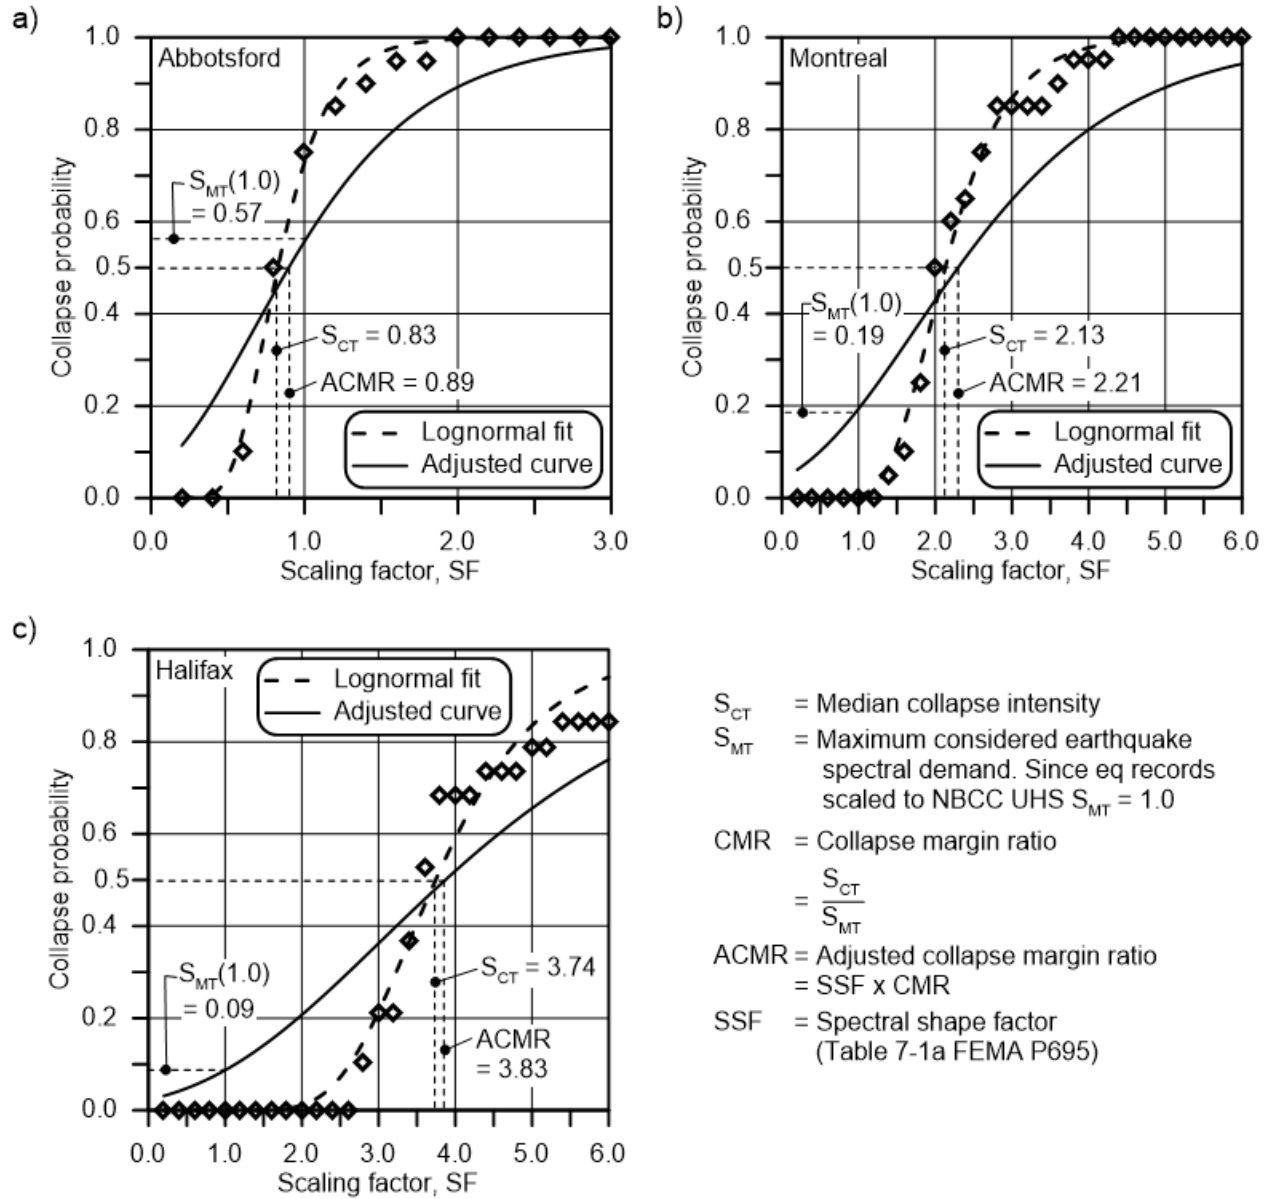 a)
1.0
0.8
0.6
0.5
0.4
0.2
0.0
Collapse probability
Abbotsford
S_MT(1.0)
= 0.57
S_CT = 0.83
ACMR = 0.89
Lognormal fit
Adjusted curve
0.0 1.0 2.0 3.0
Scaling factor, SF
b)
1.0
0.8
0.6
0.5
0.4
0.2
0.0
Collapse probability
Montreal
S_MT(1.0)
= 0.19
S_CT = 2.13
ACMR = 2.21
Lognormal fit
Adjusted curve
0.0 1.0 2.0 3.0 4.0 5.0 6.0
Scaling factor, SF
c)
1.0
0.8
0.6
0.5
0.4
0.2
0.0
Collapse probability
Halifax
Lognormal fit
Adjusted curve
S_MT(1.0)
= 0.09
S_CT = 3.74
ACMR
= 3.83
0.0 1.0 2.0 3.0 4.0 5.0 6.0
Scaling factor, SF
S_CT = Median collapse intensity
S_MT = Maximum considered earthquake
spectral demand. Since eq records
scaled to NBCC UHS S_MT = 1.0
CMR = Collapse margin ratio
= S_CT
S_MT
ACMR = Adjusted collapse margin ratio
= SSF x CMR
SSF = Spectral shape factor
(Table 7-1a FEMA P695)